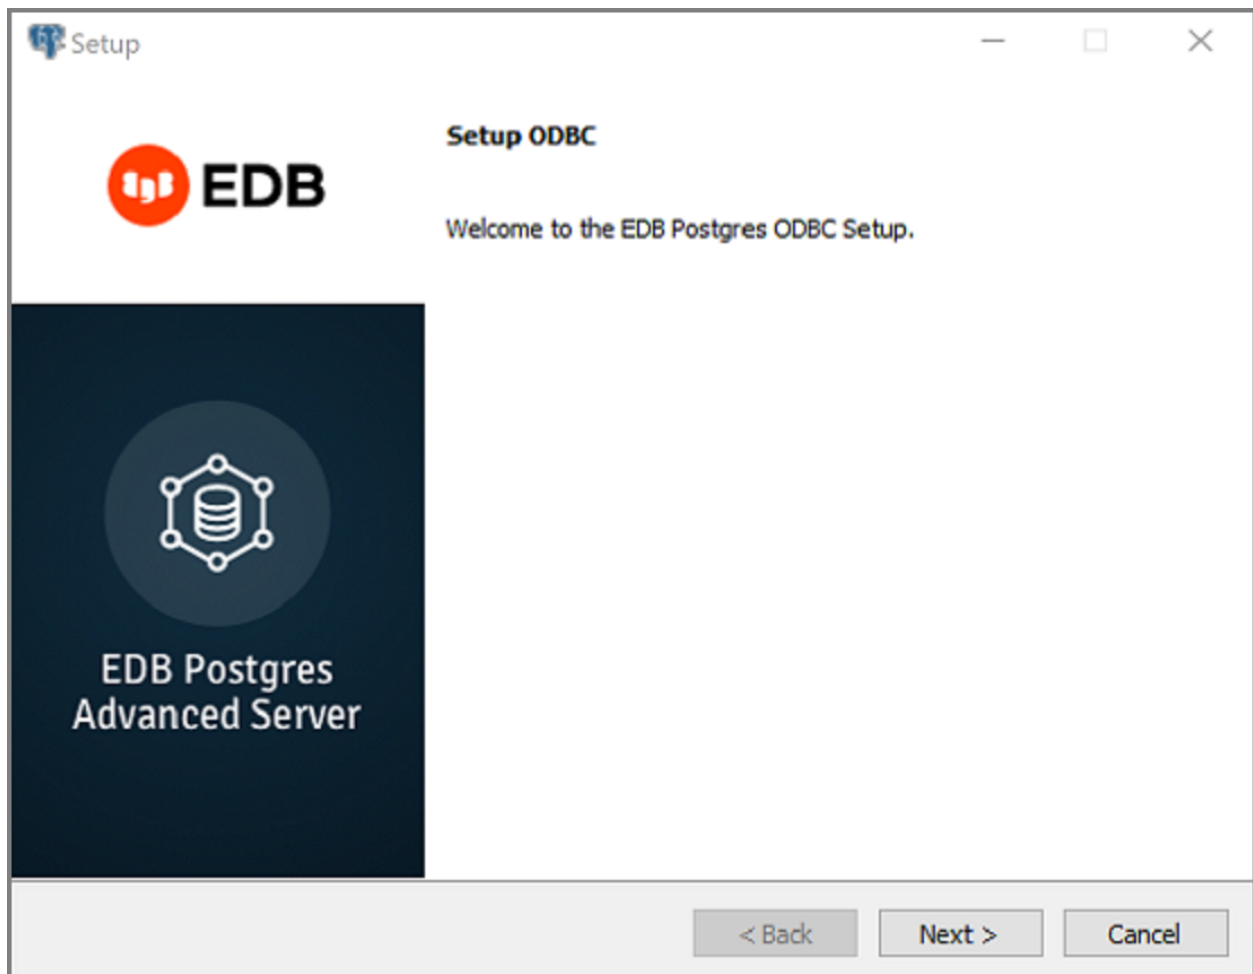 Setup
EDB
Setup ODBC
Welcome to the EDB Postgres ODBC Setup.
EDB Postgres
Advanced Server
< Back
Next >
Cancel